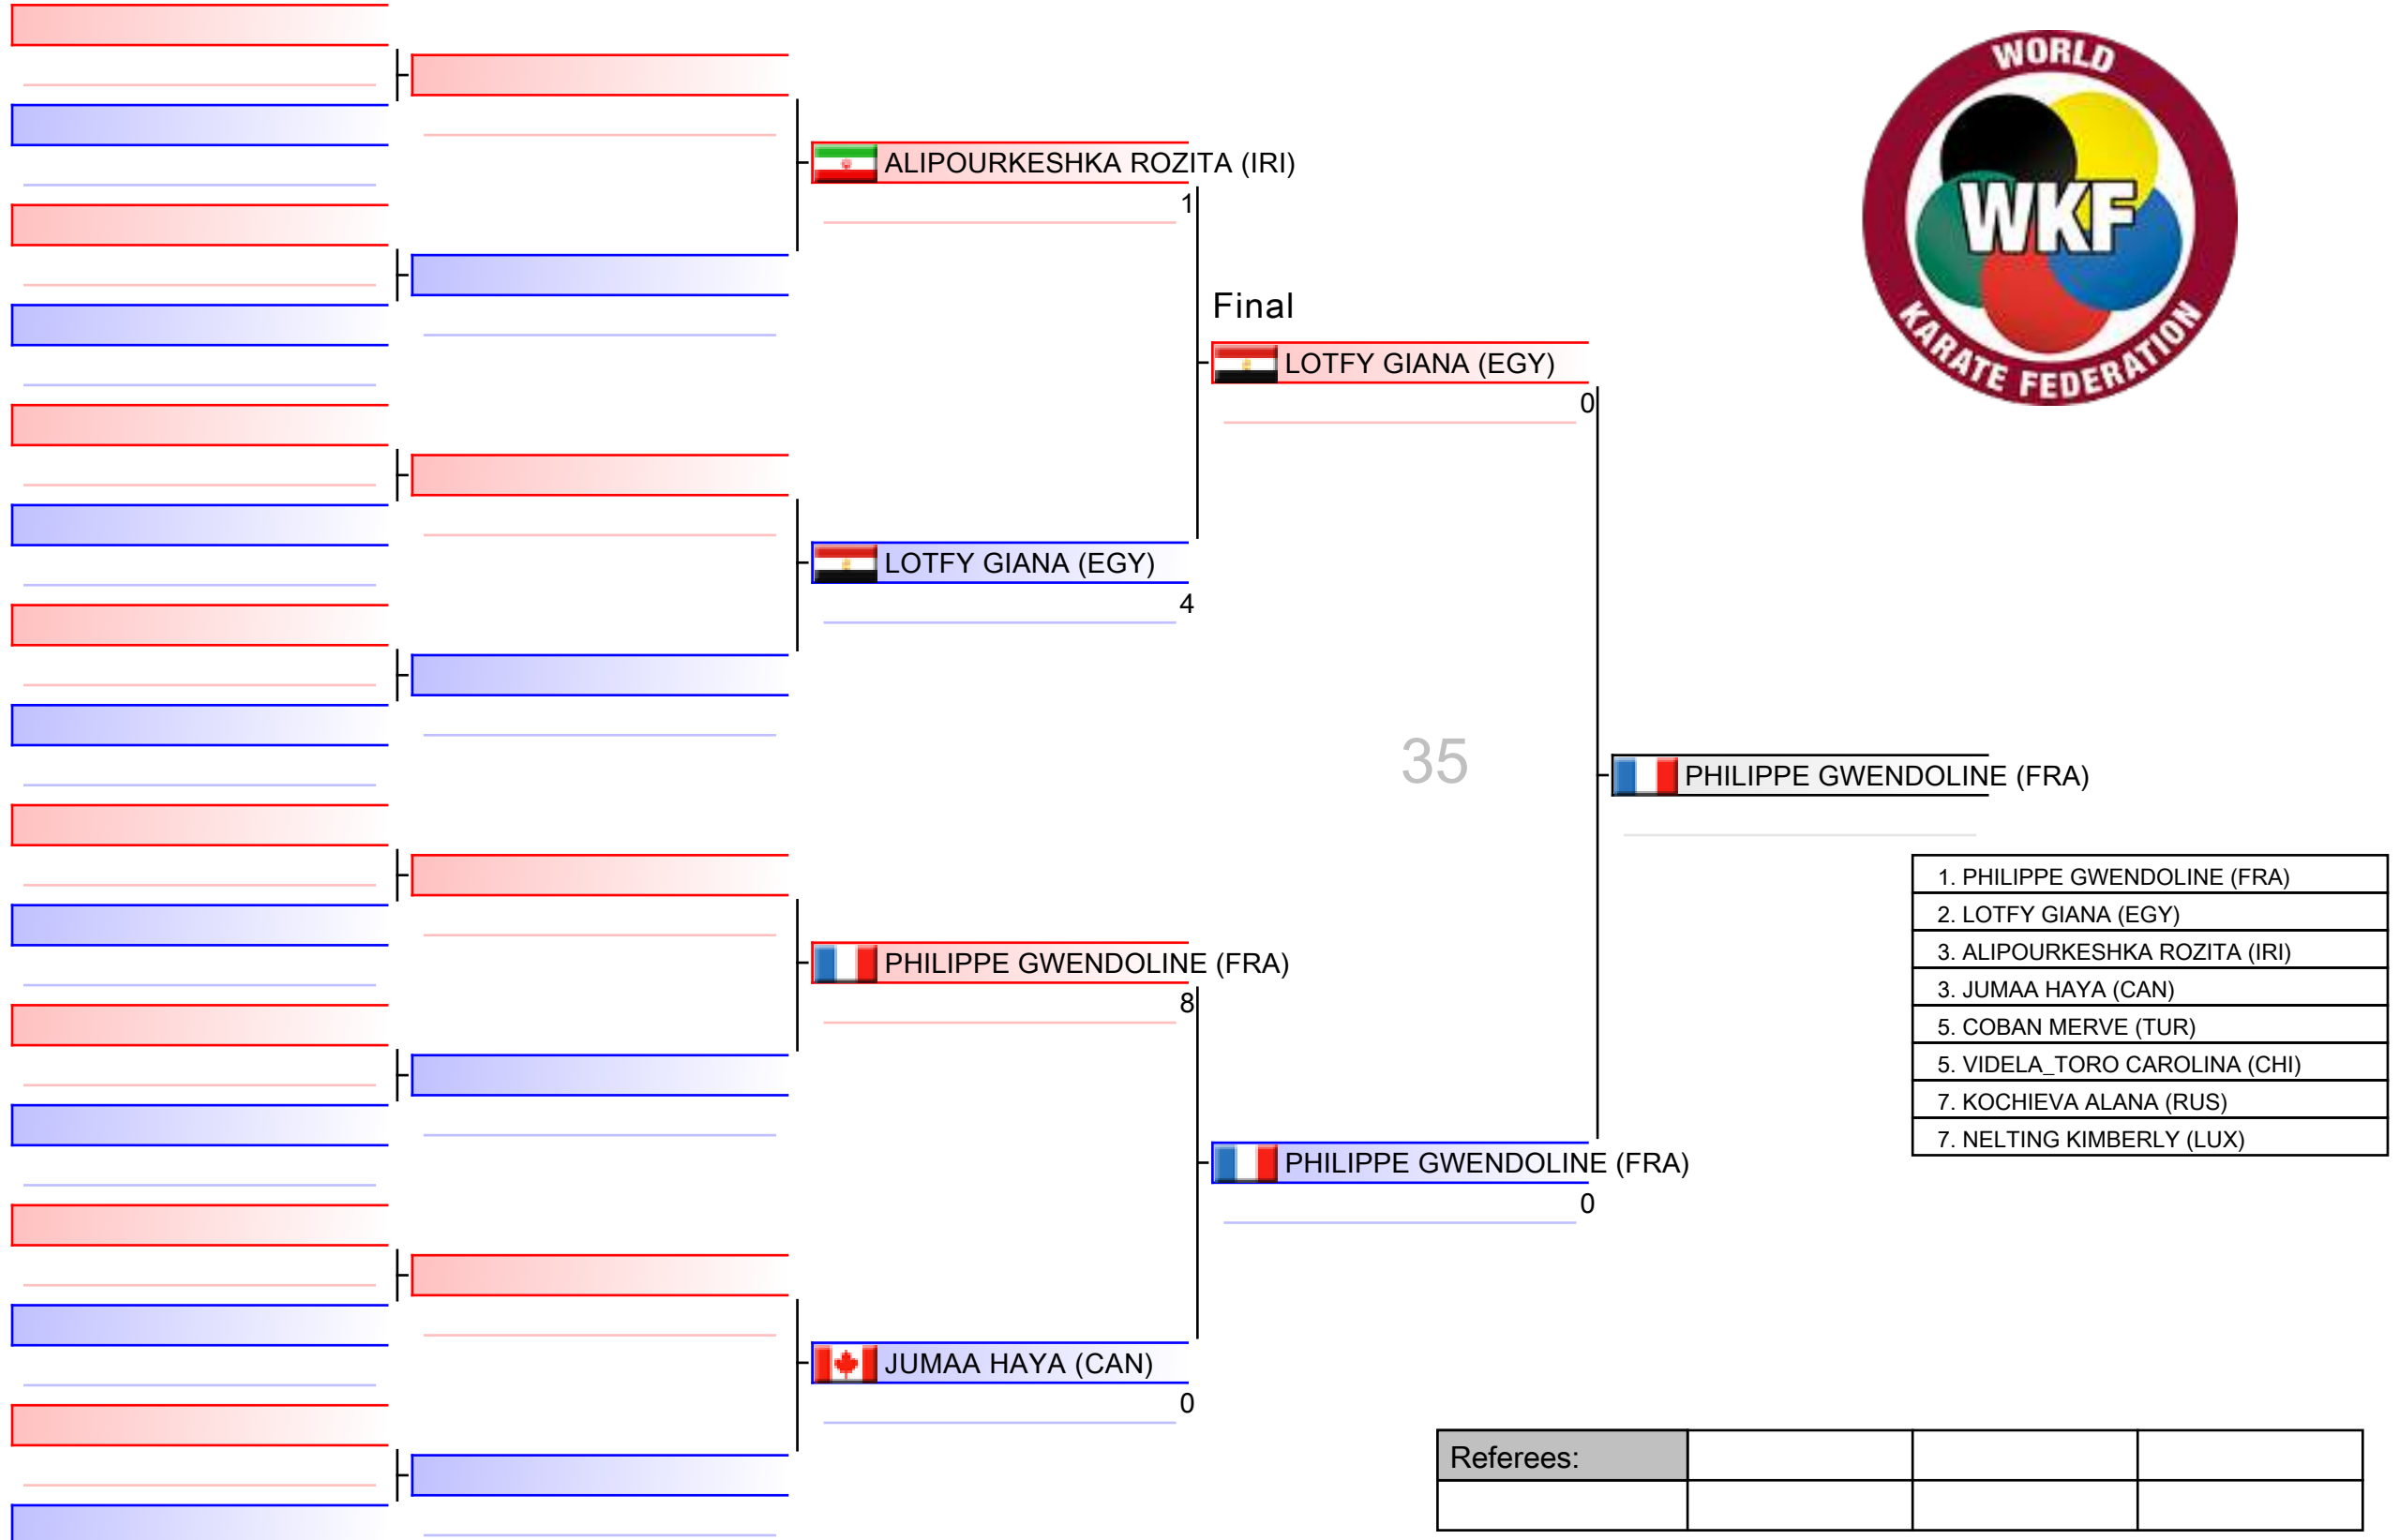 WORLD
WKF
KARATE FEDERATION
ALIPOURKESHKA ROZITA (IRI)
1
Final
LOTFY GIANA (EGY)
0
LOTFY GIANA (EGY)
4
35
PHILIPPE GWENDOLINE (FRA)
1. PHILIPPE GWENDOLINE (FRA)
2. LOTFY GIANA (EGY)
3. ALIPOURKESHKA ROZITA (IRI)
3. JUMAA HAYA (CAN)
5. COBAN MERVE (TUR)
5. VIDELA_TORO CAROLINA (CHI)
7. KOCHIEVA ALANA (RUS)
7. NELTING KIMBERLY (LUX)
PHILIPPE GWENDOLINE (FRA)
8
PHILIPPE GWENDOLINE (FRA)
0
JUMAA HAYA (CAN)
0
Referees: